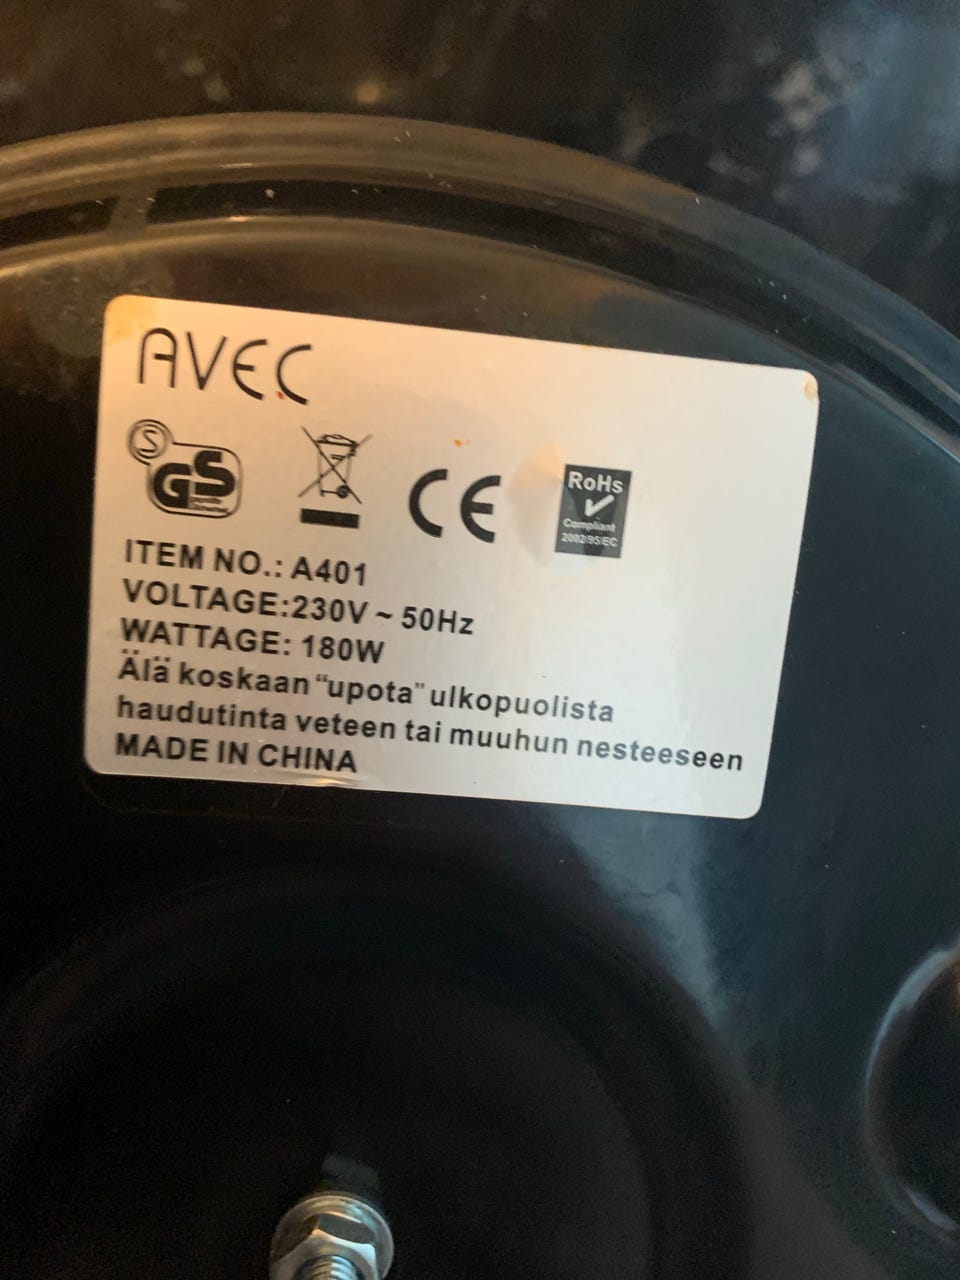 AVEC
S GS
CE
RoHs
Compliant
2002/95/EC
ITEM NO.: A401
VOLTAGE:230V ~ 50Hz
WATTAGE: 180W
Älä koskaan “upota” ulkopuolista
haudutinta veteen tai muuhun nesteeseen
MADE IN CHINA